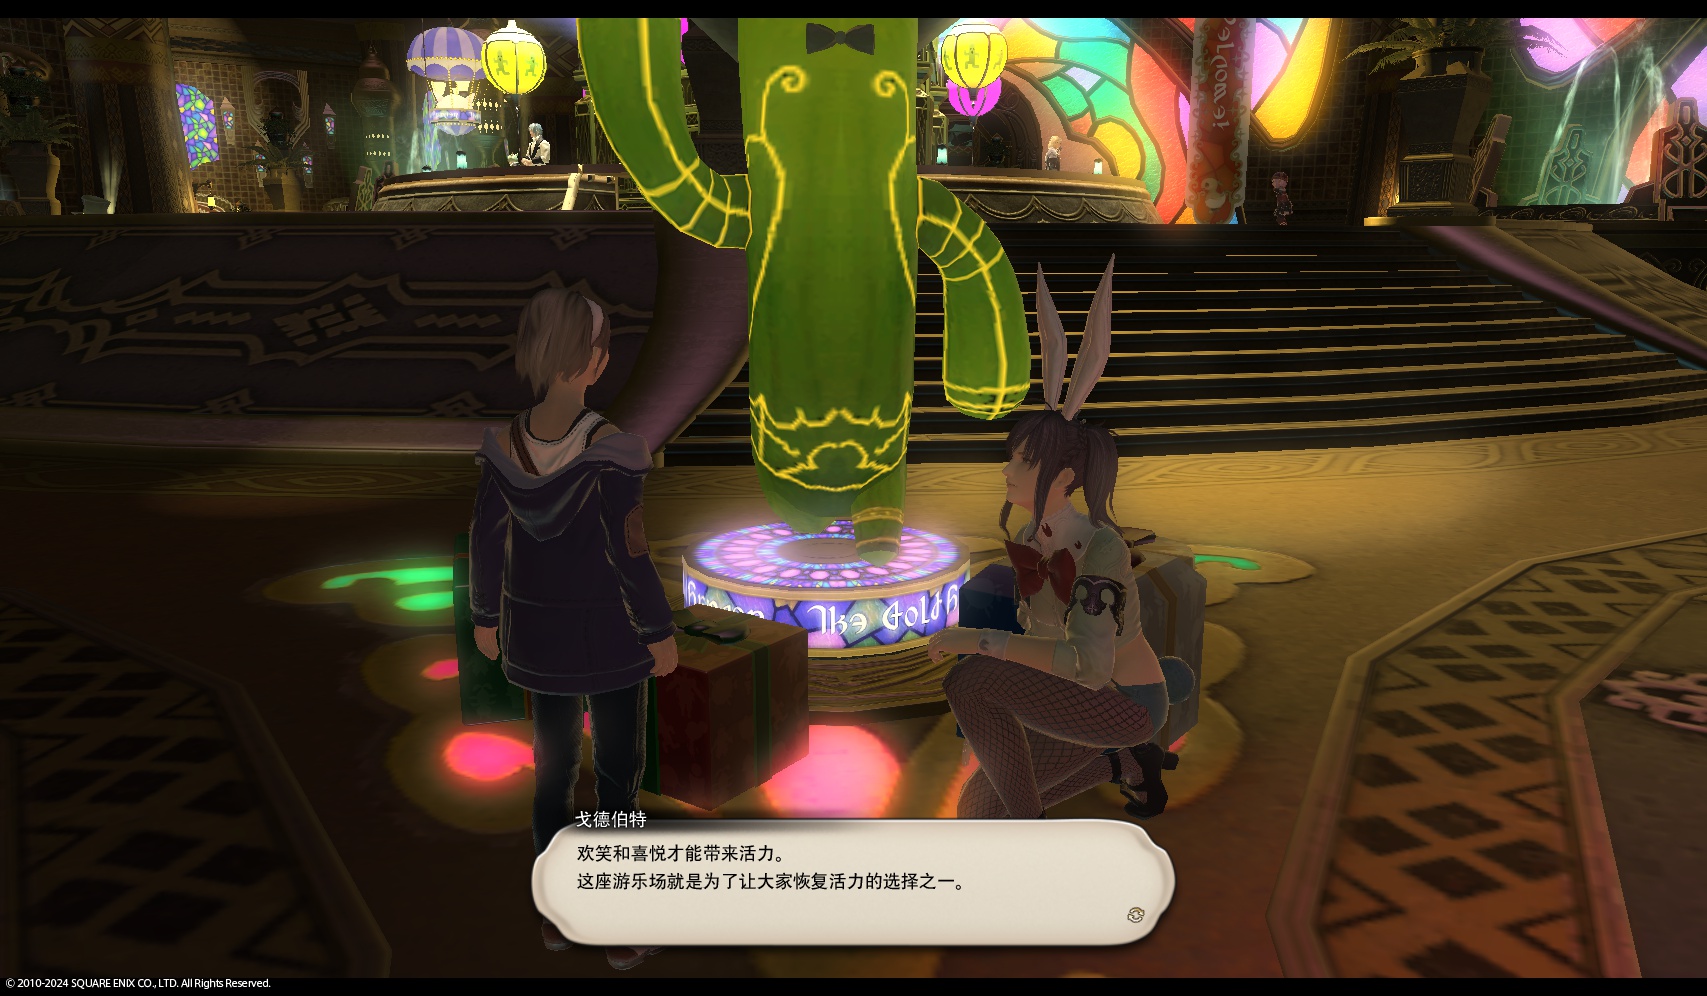 The Gold
戈德伯特
欢笑和喜悦才能带来活力。
这座游乐场就是为了让大家恢复活力的选择之一。
© 2010-2024 SQUARE ENIX CO., LTD. All Rights Reserved.